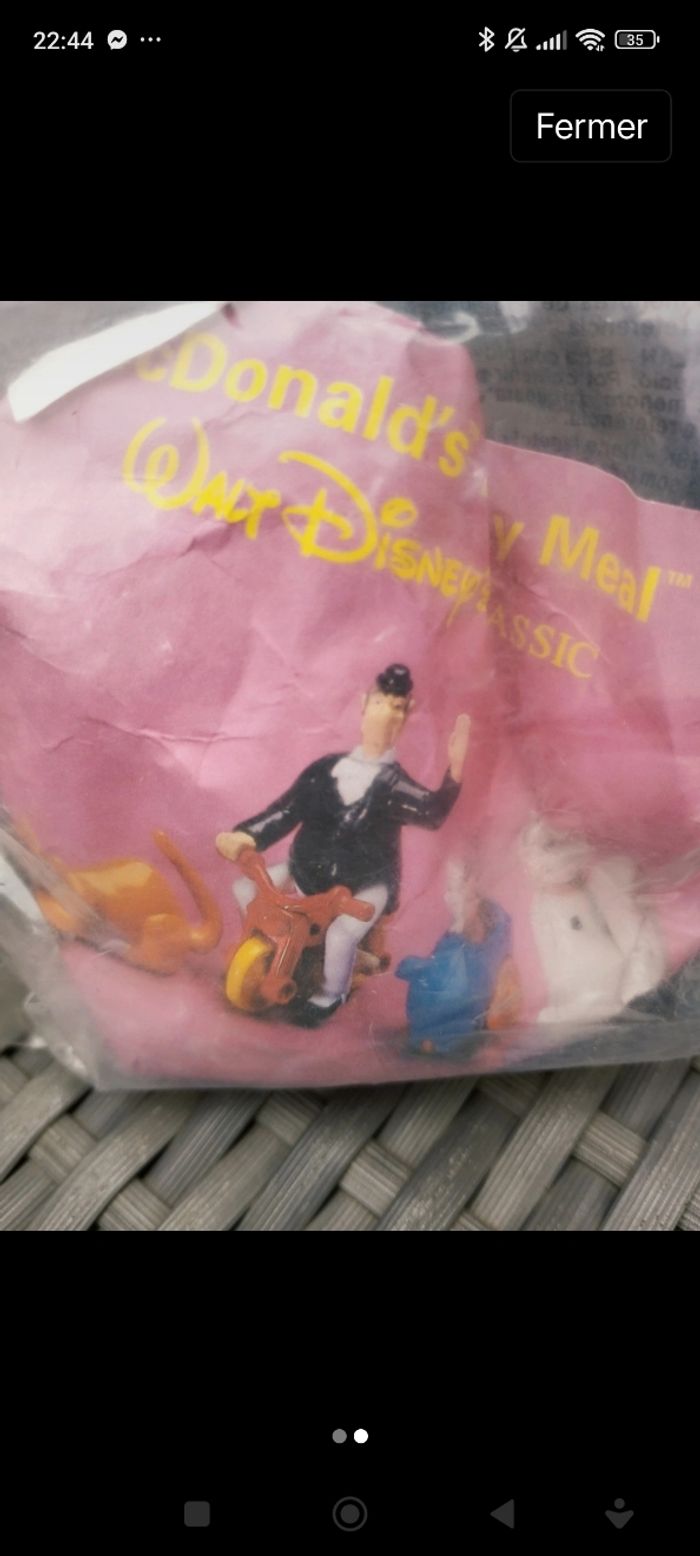 22:44
35
Fermer
cDonald's
y Meal™
WALT DISNEY'S
ASSIC